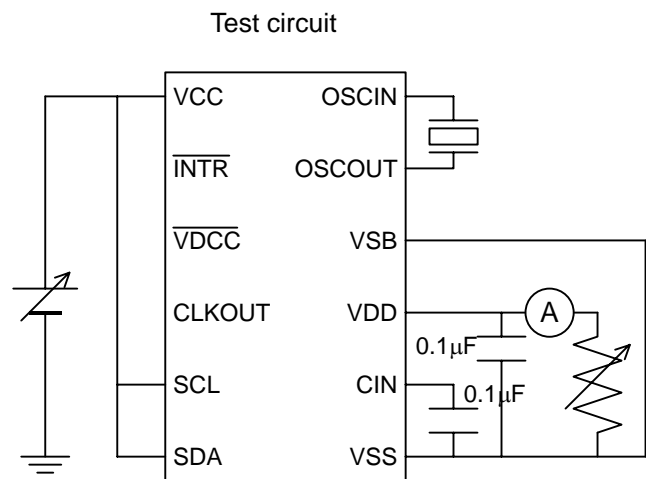 Test circuit
VCC OSCIN
INTR OSCOUT
VDCC VSB
CLKOUT VDD A
0.1μF
SCL CIN 0.1μF
SDA VSS